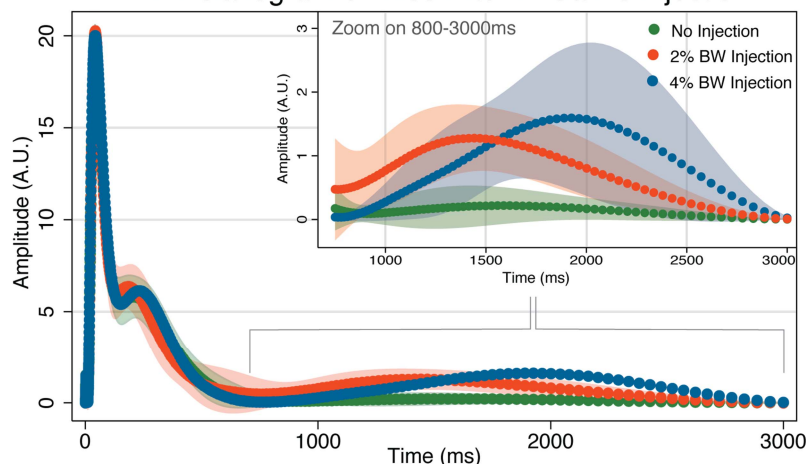 Zoom on 800-3000ms
No Injection
2% BW Injection
4% BW Injection
Amplitude (A.U.)
3
2
1
0
1000
1500
2000
2500
3000
Time (ms)
Amplitude (A.U.)
20
15
10
5
0
0
1000
2000
3000
Time (ms)